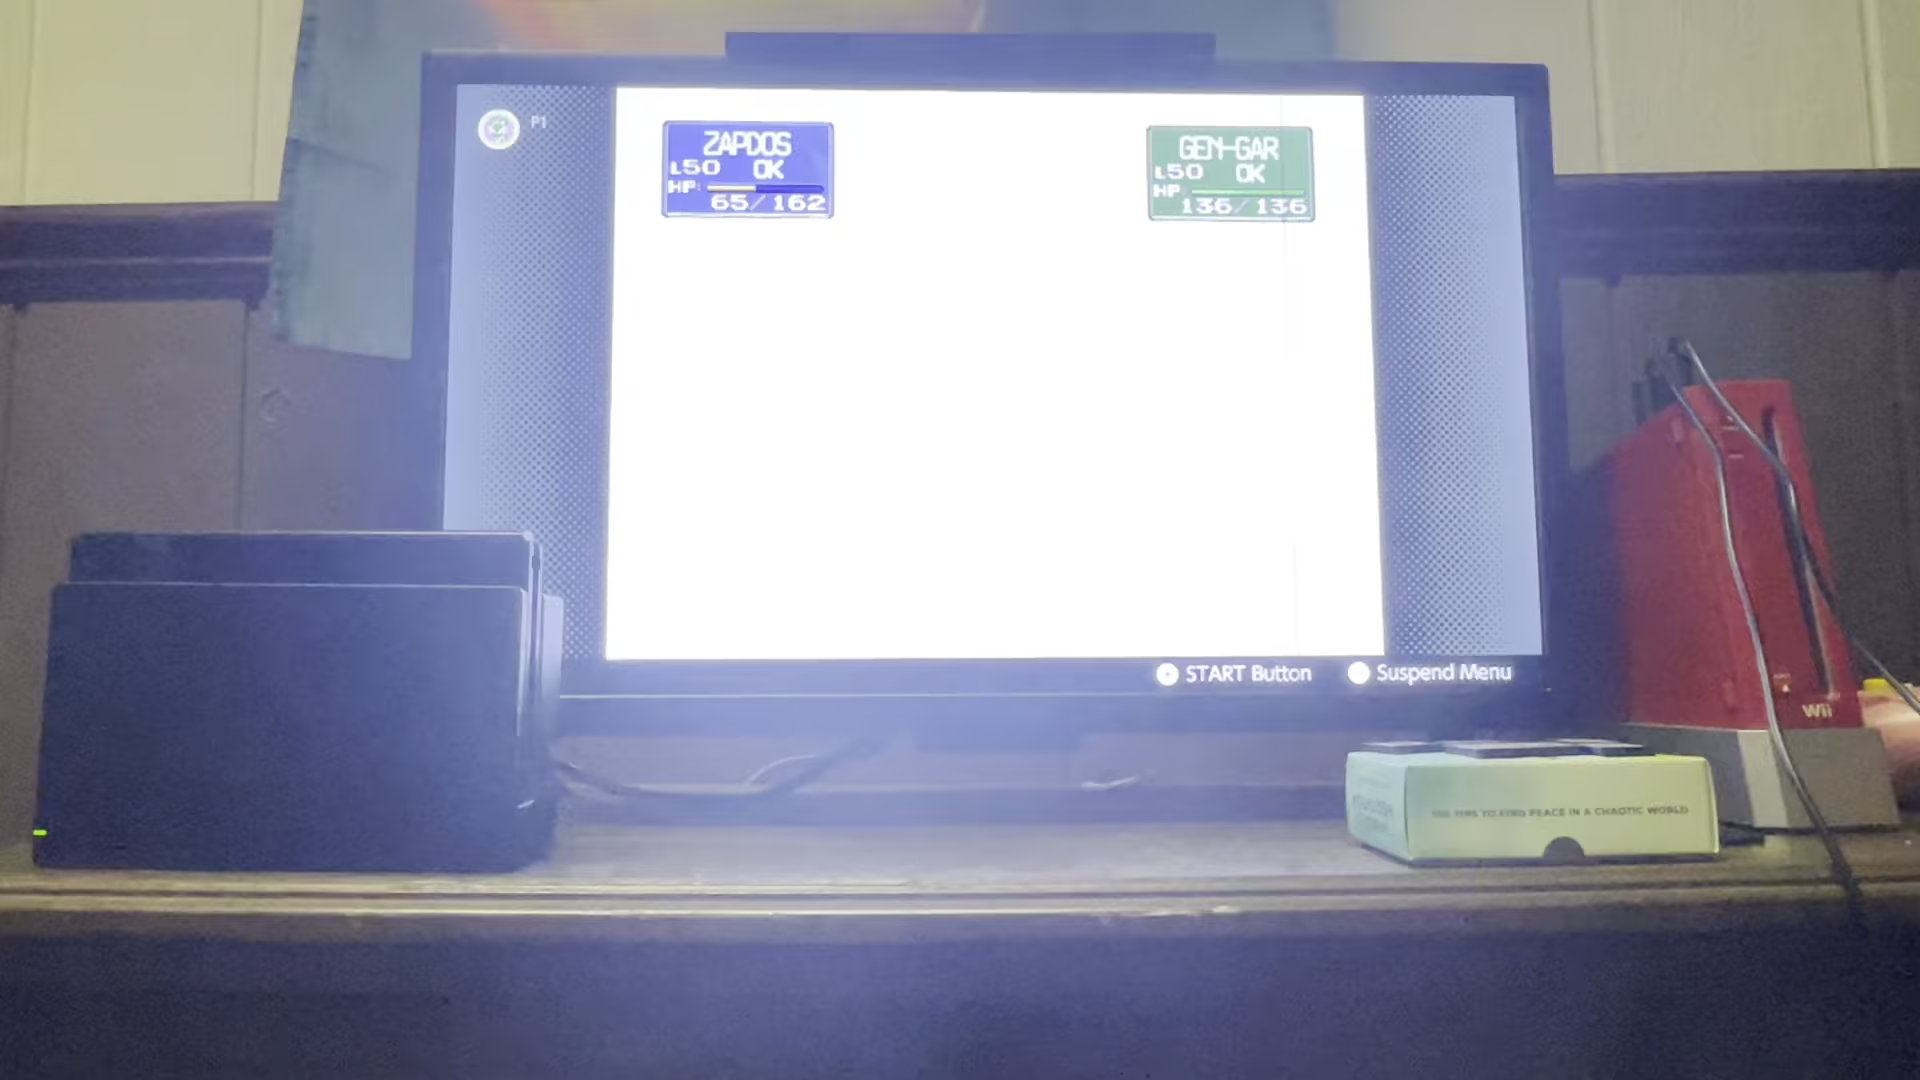 P1
ZAPDOS
L50 OK
HP:
65/162
GEN-GAR
L50 OK
HP:
136/136
START Button
Suspend Menu
Wii
TO FIND PEACE IN A CHAOTIC WORLD